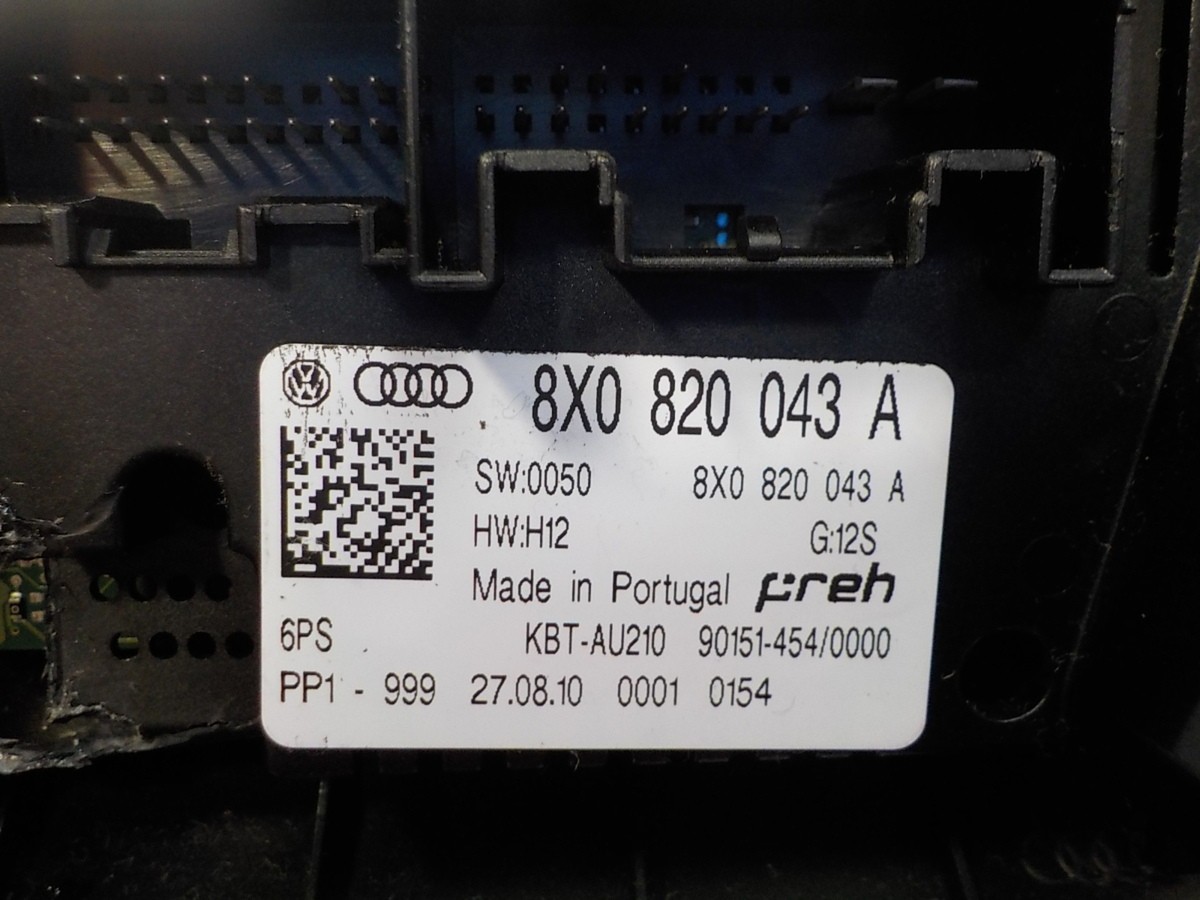 8X0 820 043 A
SW:0050 8X0 820 043 A
HW:H12 G:12S
Made in Portugal preh
6PS KBT-AU210 90151-454/0000
PP1 - 999 27.08.10 0001 0154